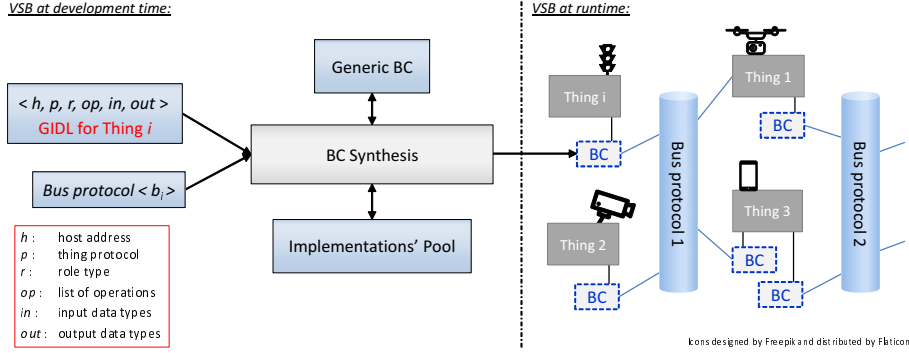 VSB at development time:
VSB at runtime:
Generic BC
< h, p, r, op, in, out >
GIDL for Thing i
BC Synthesis
Bus protocol < bi >
Implementations' Pool
h : host address
p : thing protocol
r : role type
op : list of operations
in : input data types
out : output data types
Thing i
BC
Thing 1
BC
Bus protocol 1
Thing 2
BC
Thing 3
BC
BC
Bus protocol 2
Icons designed by Freepik and distributed by Flaticon